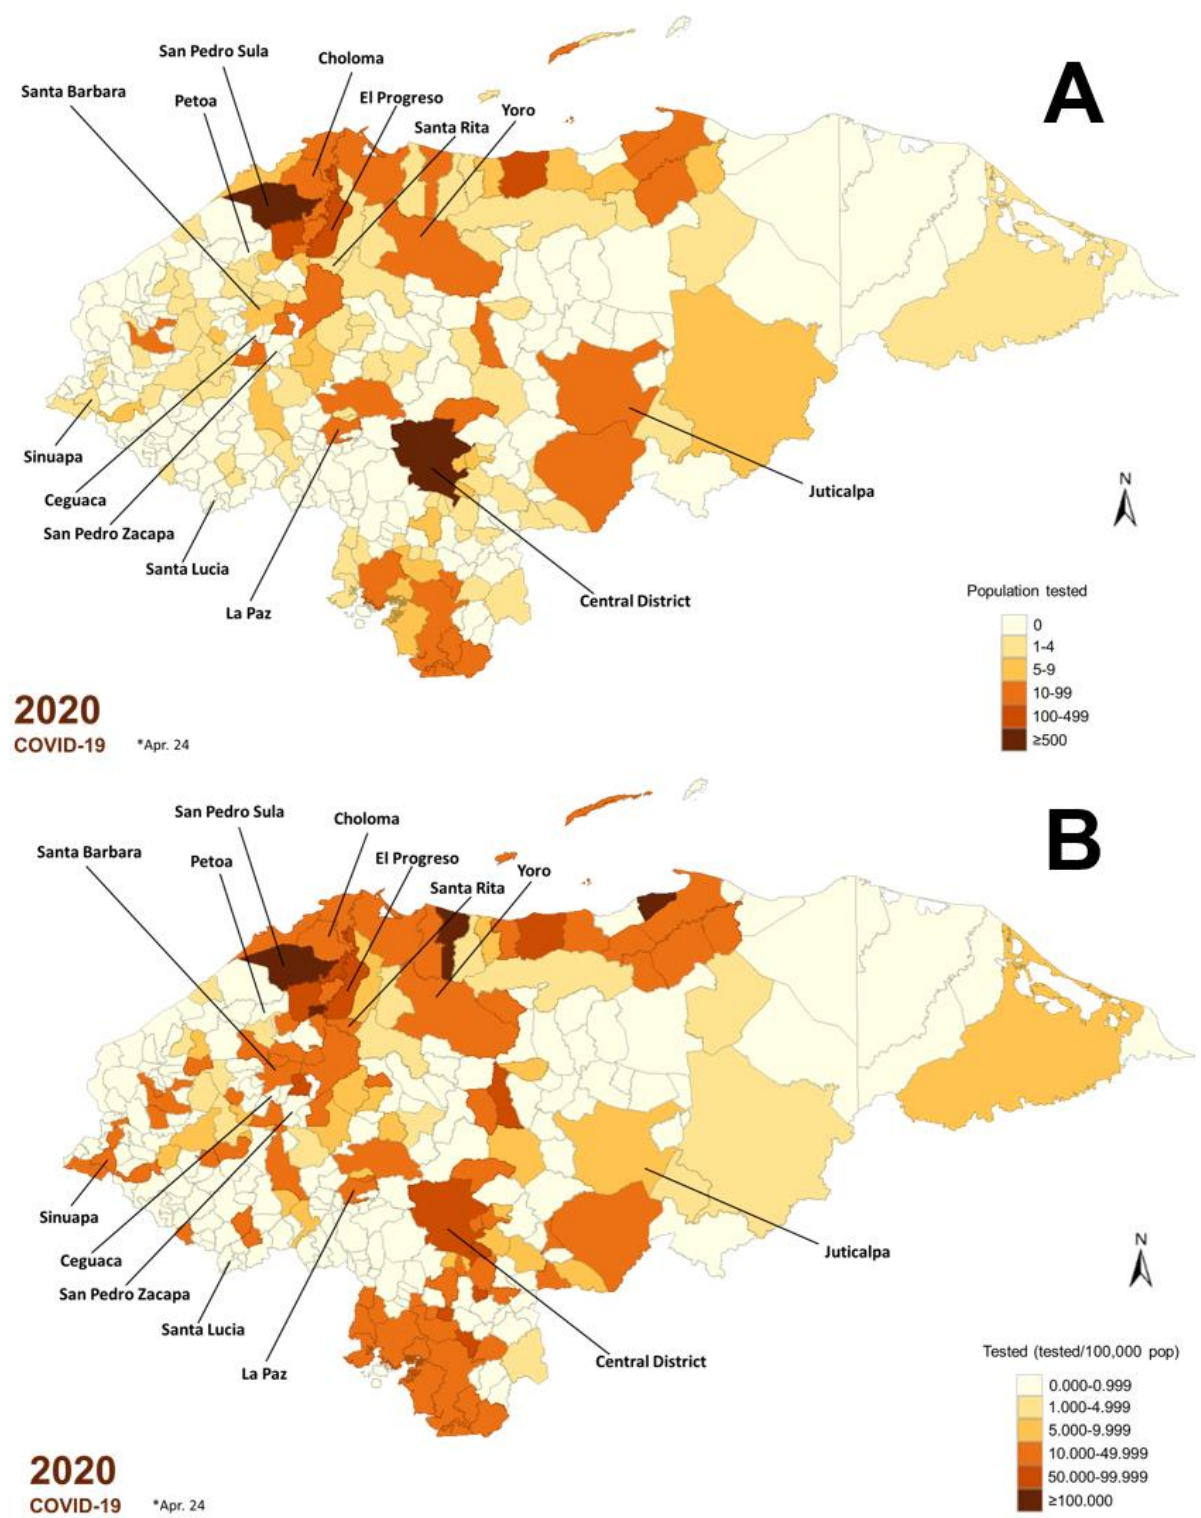 San Pedro Sula
Choloma
A
Santa Barbara
Petoa
El Progreso
Yoro
Santa Rita
Sinuapa
Juticalpa
N
Ceguaca
San Pedro Zacapa
Santa Lucia
La Paz
Central District
Population tested
0
1-4
5-9
10-99
100-499
≥500
2020
COVID-19 *Apr. 24
San Pedro Sula
Choloma
B
Santa Barbara
Petoa
El Progreso
Yoro
Santa Rita
Sinuapa
Juticalpa
N
Ceguaca
San Pedro Zacapa
Santa Lucia
La Paz
Central District
Tested (tested/100,000 pop)
0.000-0.999
1.000-4.999
5.000-9.999
10.000-49.999
50.000-99.999
≥100.000
2020
COVID-19 *Apr. 24